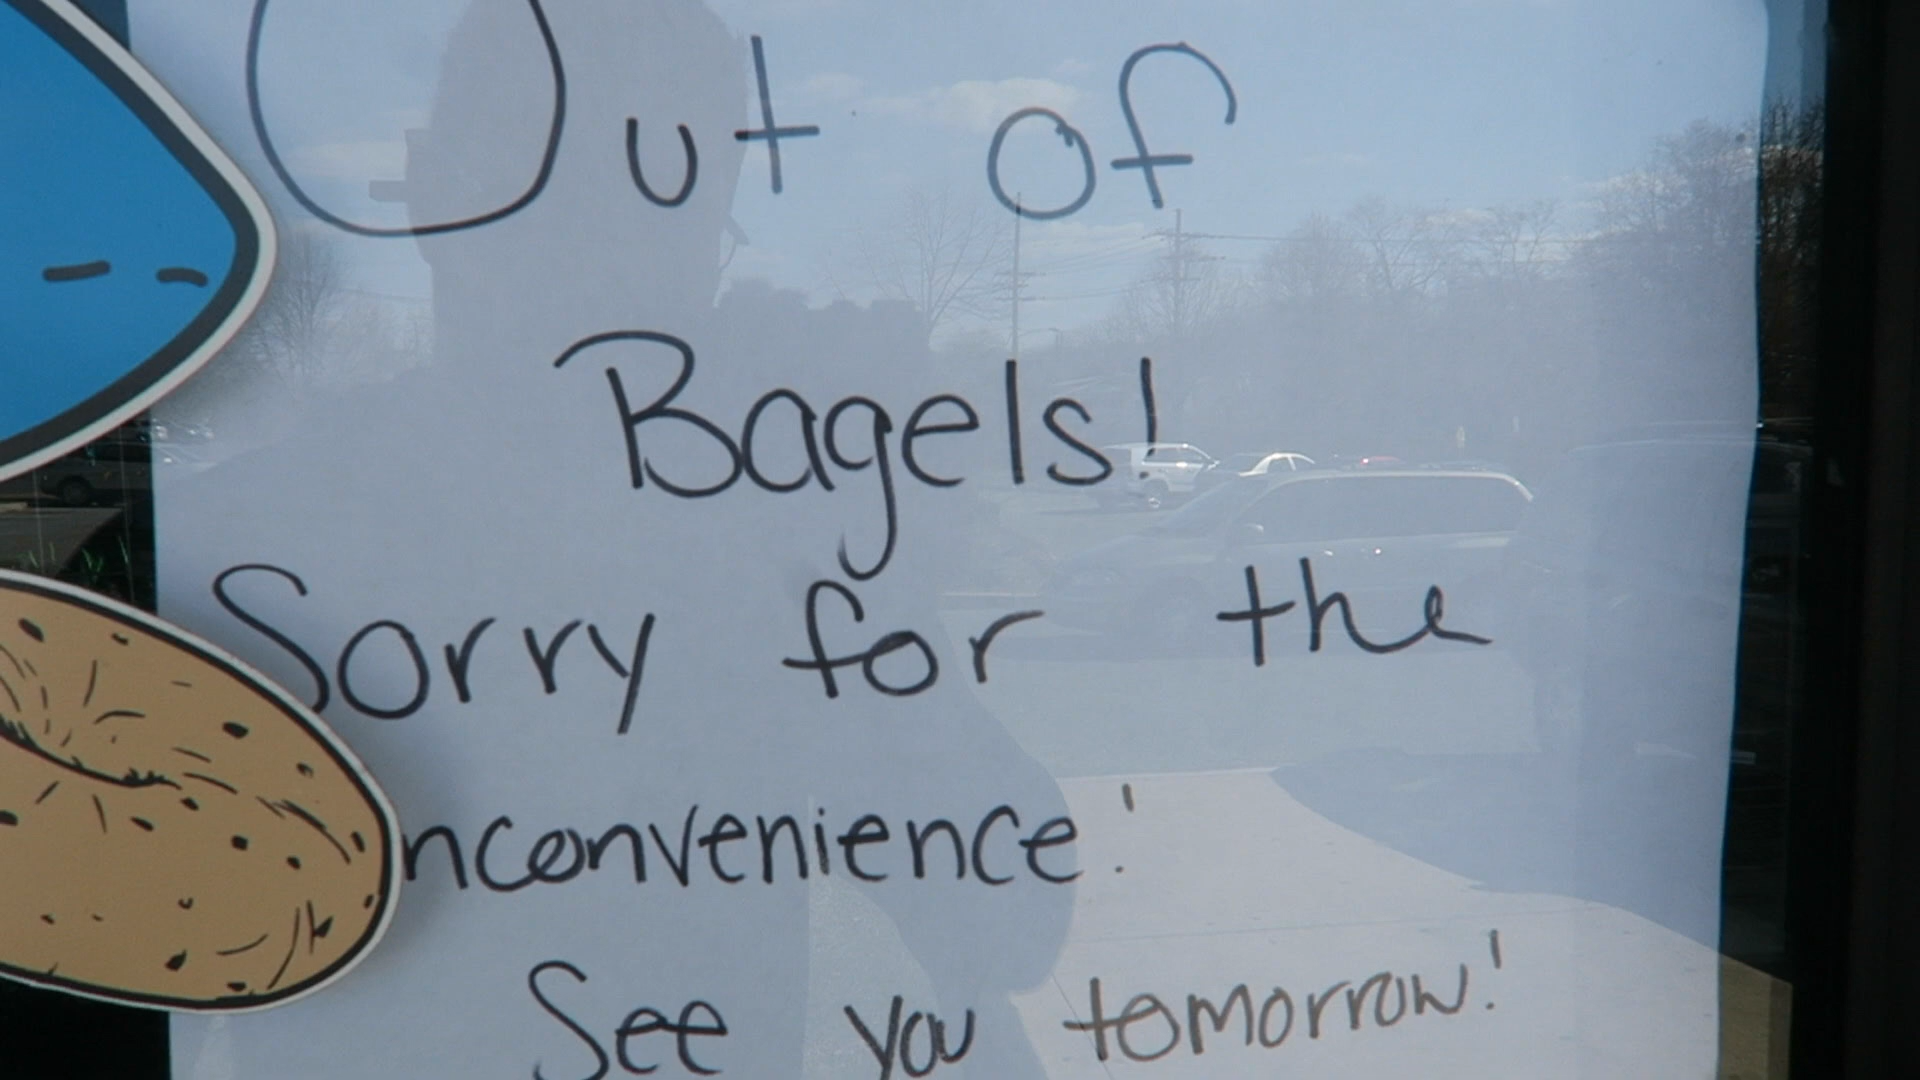 Out of
Bagels!
Sorry for the
nconvenience!
See you tomorrow!